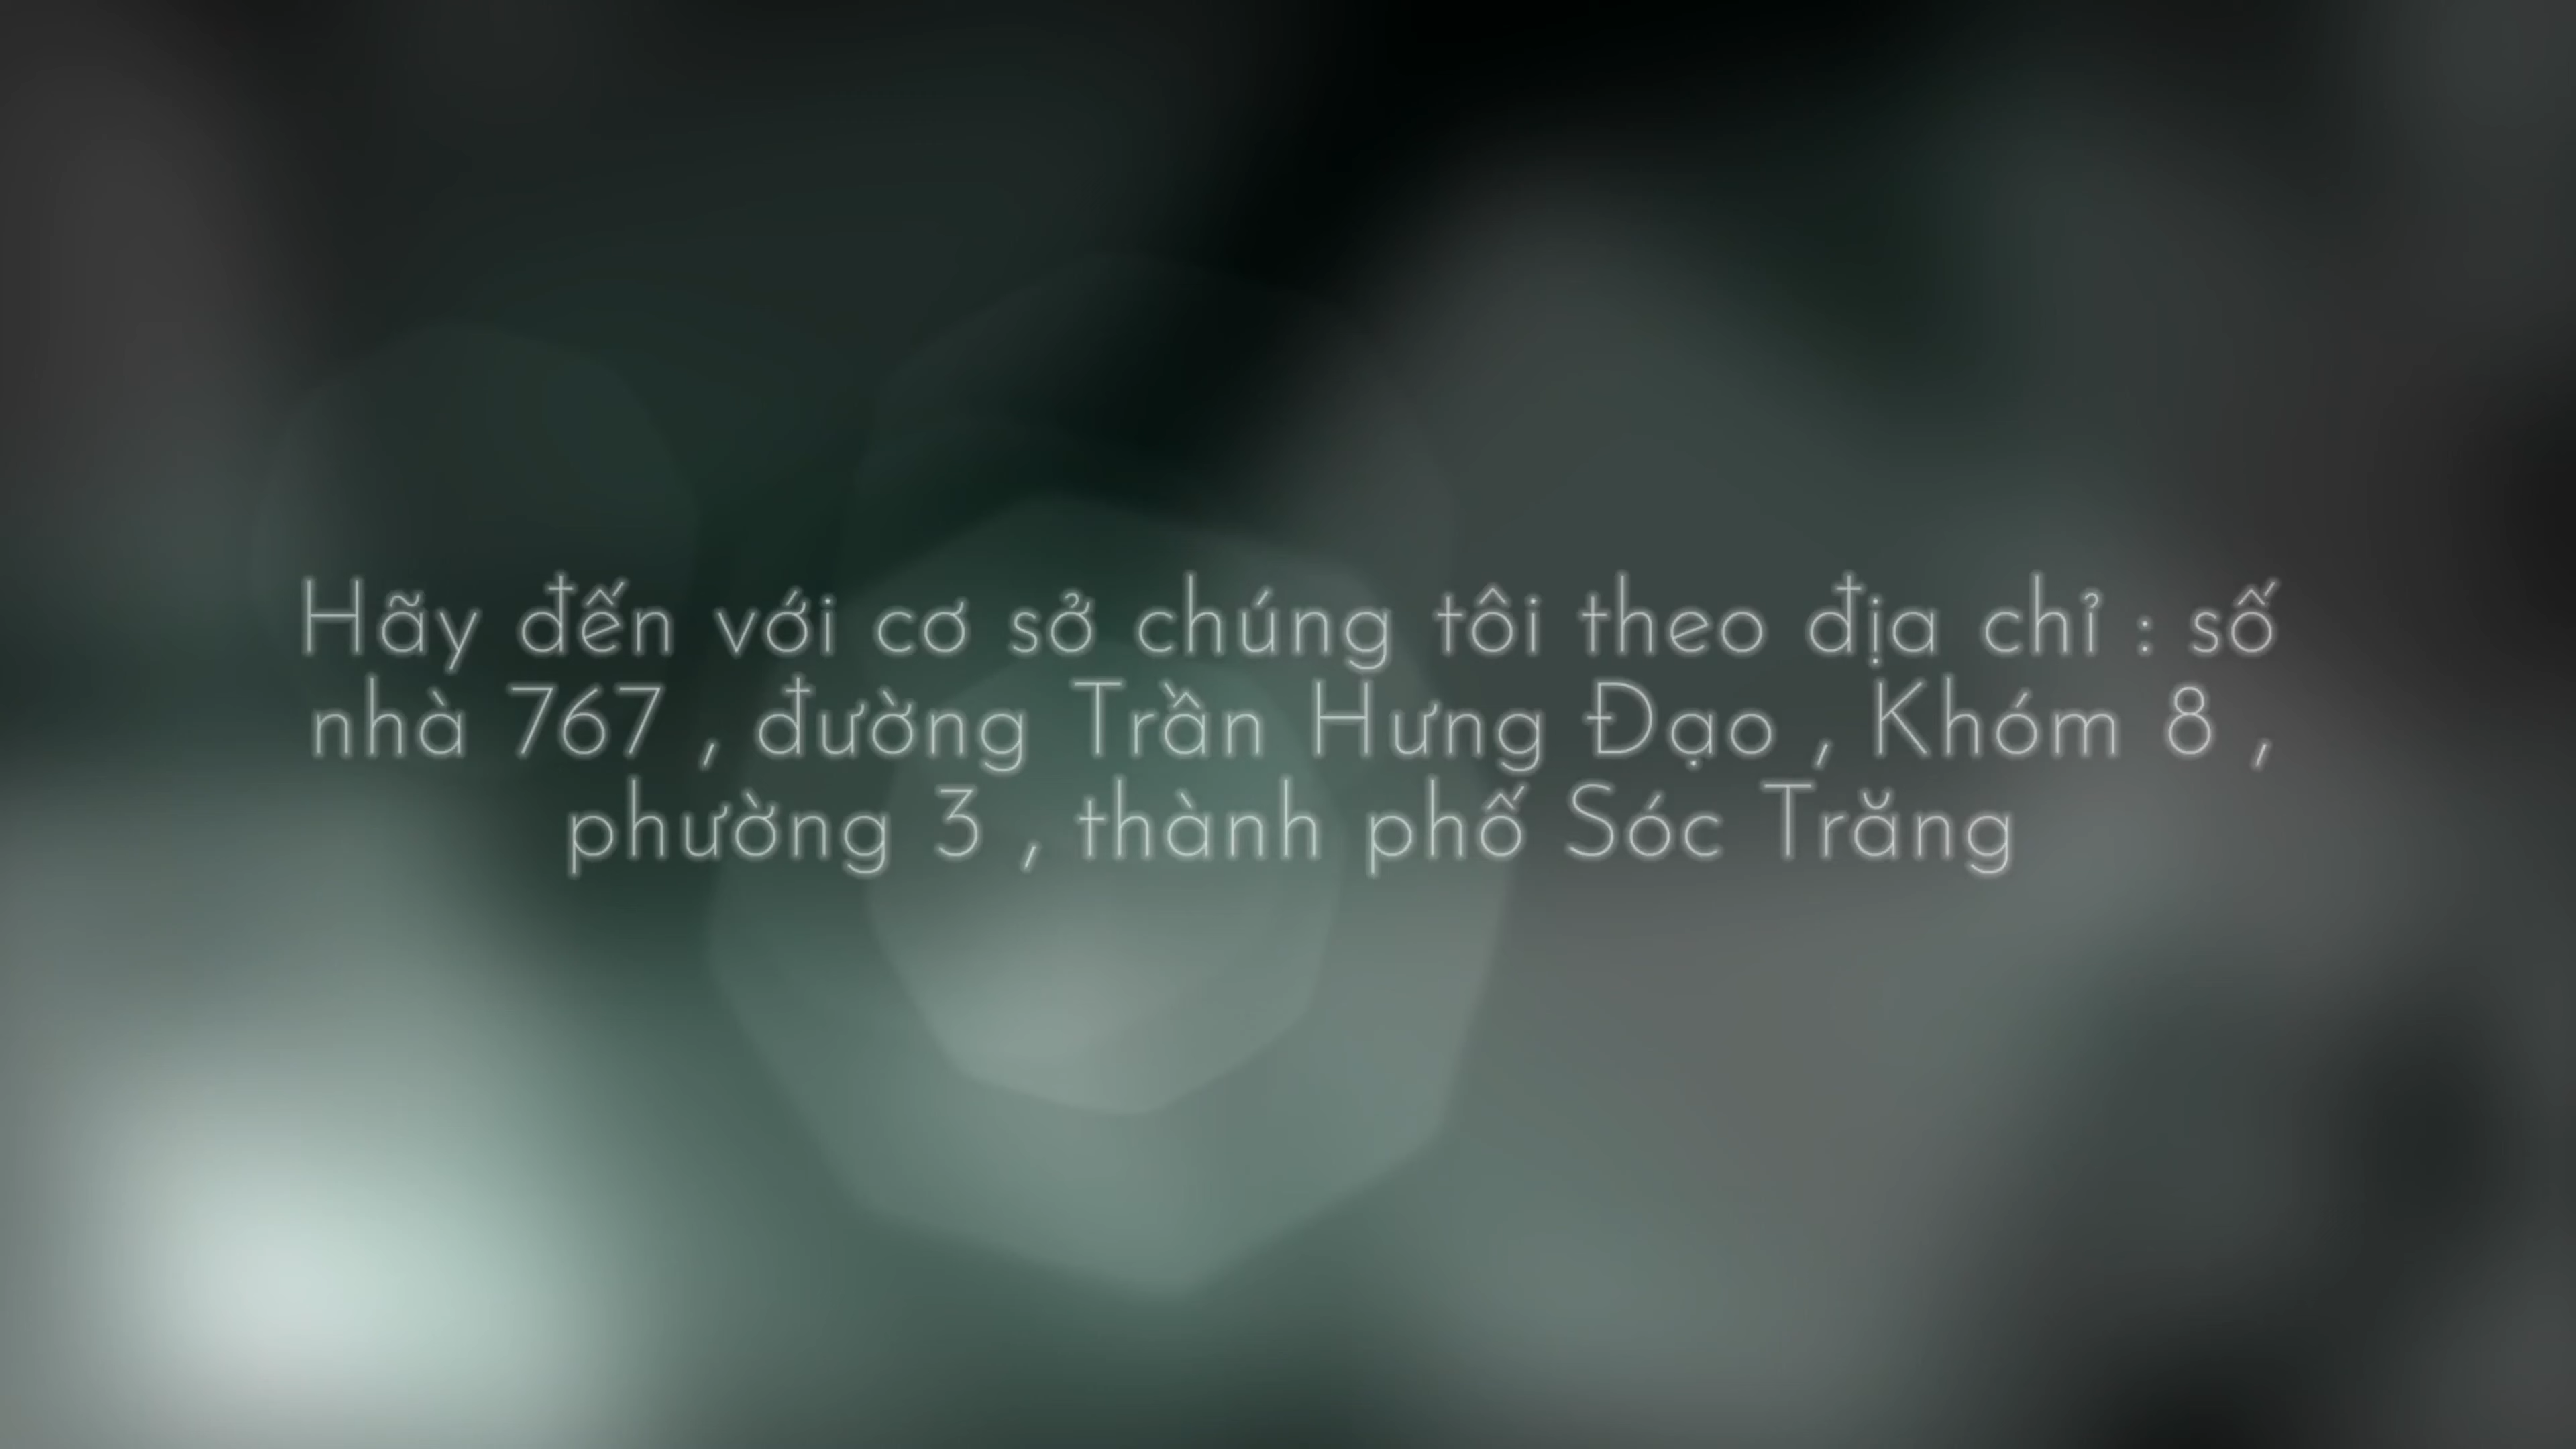 Hãy đến với cơ sở chúng tôi theo địa chỉ : số
nhà 767 , đường Trần Hưng Đạo , Khóm 8 ,
phường 3 , thành phố Sóc Trăng